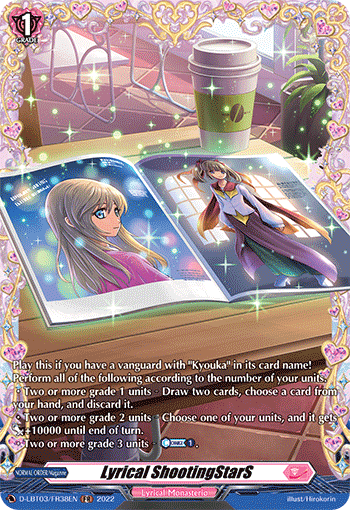 1
GRADE
Play this if you have a vanguard with "Kyouka" in its card name!
Perform all of the following according to the number of your units.
・Two or more grade 1 units - Draw two cards, choose a card from
your hand, and discard it.
・Two or more grade 2 units - Choose one of your units, and it gets
+10000 until end of turn.
・Two or more grade 3 units - 1.
NORMAL ORDER/Magazine
Lyrical ShootingStarS
Lyrical Monasterio
D-LBT03/FR38EN FR 2022
illust/Hirokorin